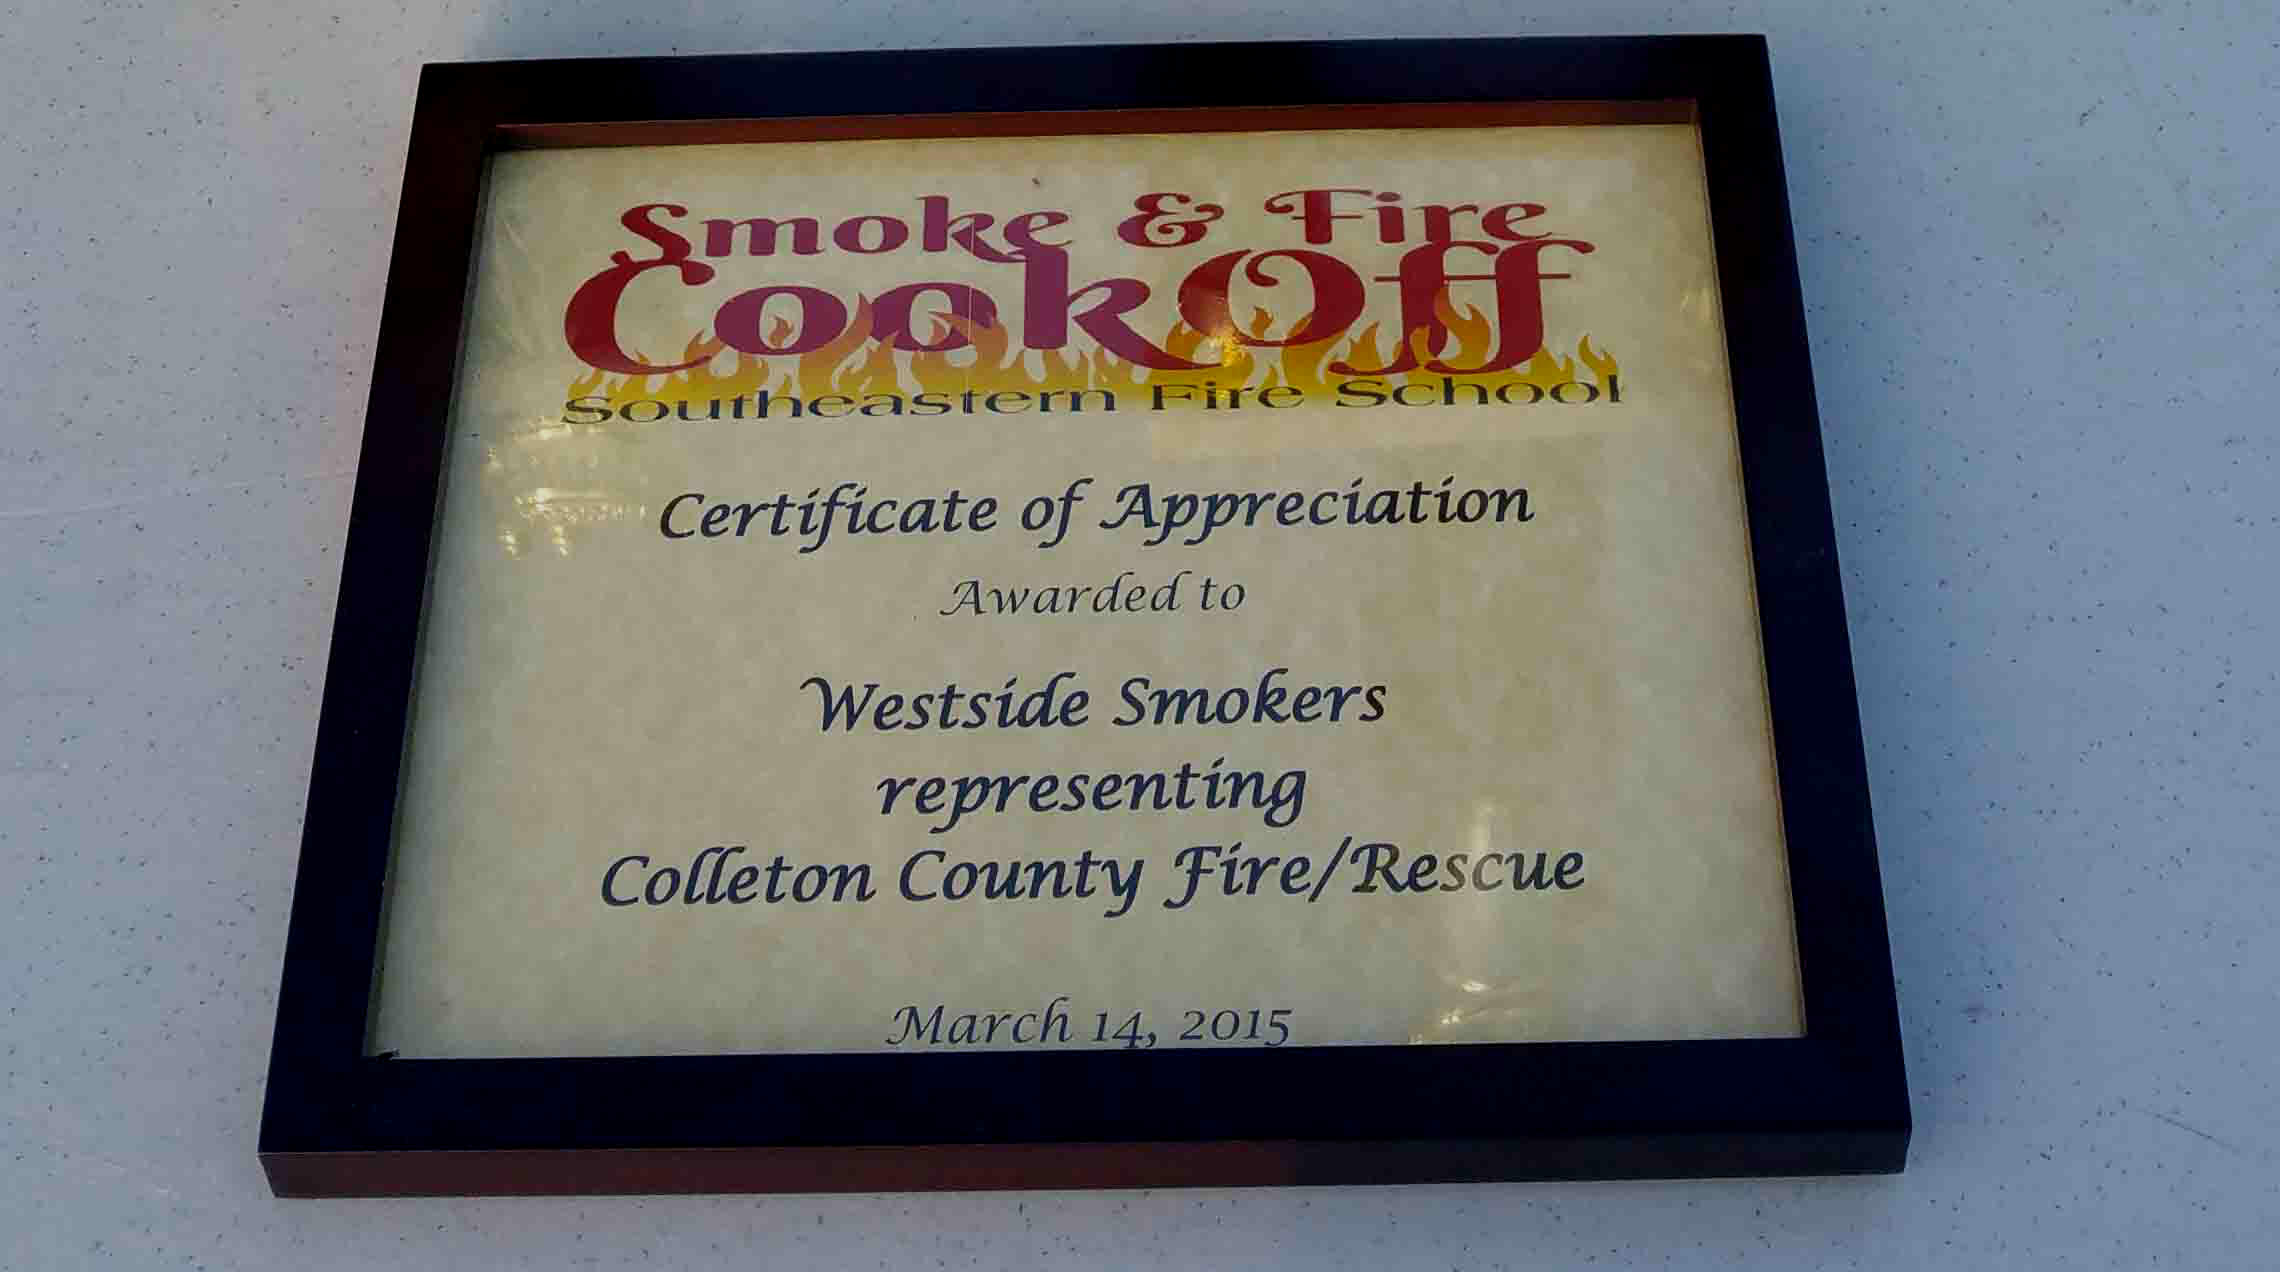 Smoke & Fire
CookOff
Southeastern Fire School
Certificate of Appreciation
Awarded to
Westside Smokers
representing
Colleton County Fire/Rescue
March 14, 2015